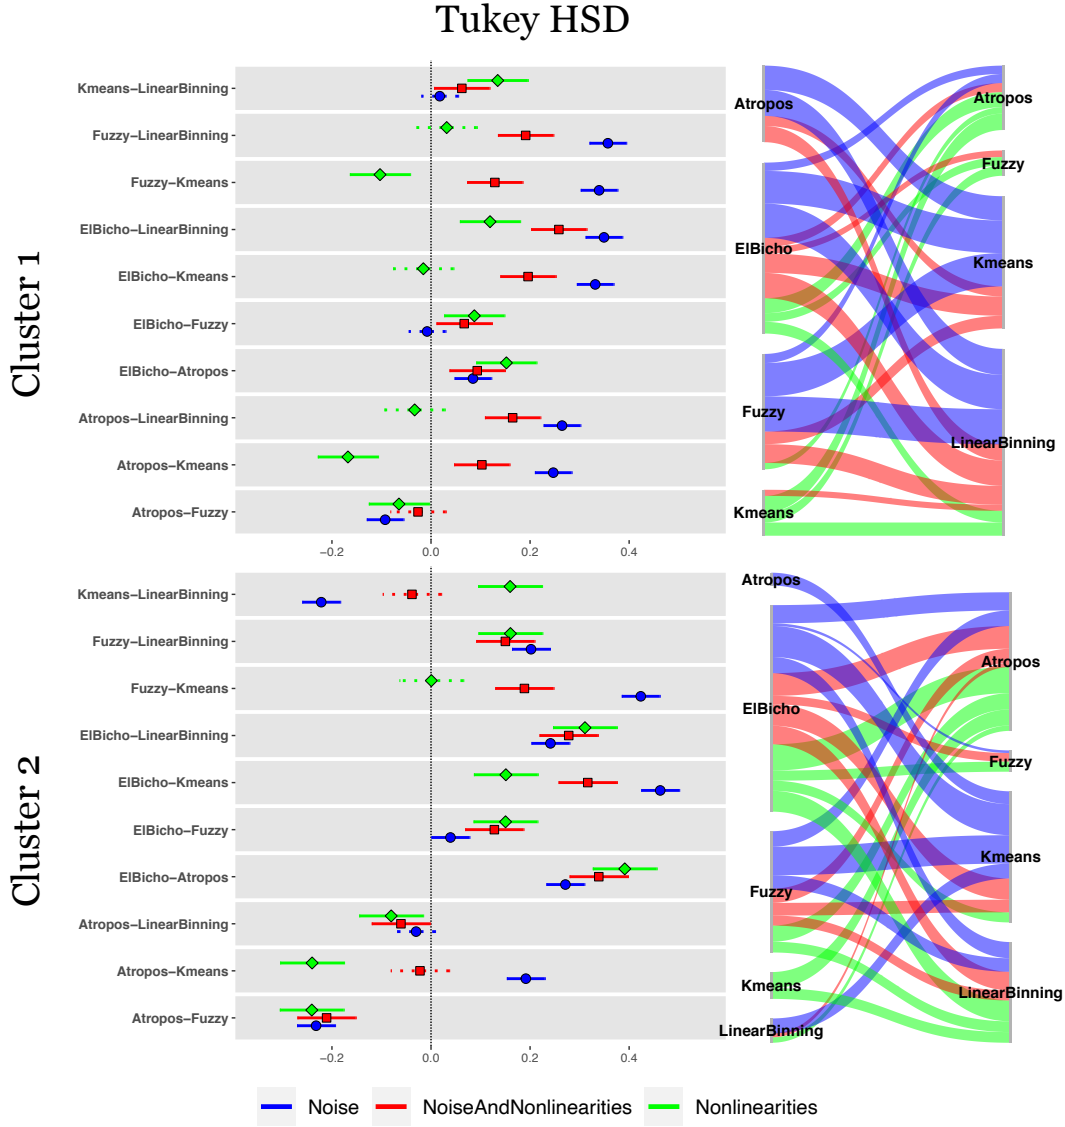 Tukey HSD
Cluster 1
Kmeans−LinearBinning
Fuzzy−LinearBinning
Fuzzy−Kmeans
ElBicho−LinearBinning
ElBicho−Kmeans
ElBicho−Fuzzy
ElBicho−Atropos
Atropos−LinearBinning
Atropos−Kmeans
Atropos−Fuzzy
−0.2 0.0 0.2 0.4
Atropos
ElBicho
Fuzzy
Kmeans
Atropos
Fuzzy
Kmeans
LinearBinning
Cluster 2
Kmeans−LinearBinning
Fuzzy−LinearBinning
Fuzzy−Kmeans
ElBicho−LinearBinning
ElBicho−Kmeans
ElBicho−Fuzzy
ElBicho−Atropos
Atropos−LinearBinning
Atropos−Kmeans
Atropos−Fuzzy
−0.2 0.0 0.2 0.4
Atropos
ElBicho
Fuzzy
Kmeans
LinearBinning
Atropos
Fuzzy
Kmeans
LinearBinning
Noise NoiseAndNonlinearities Nonlinearities